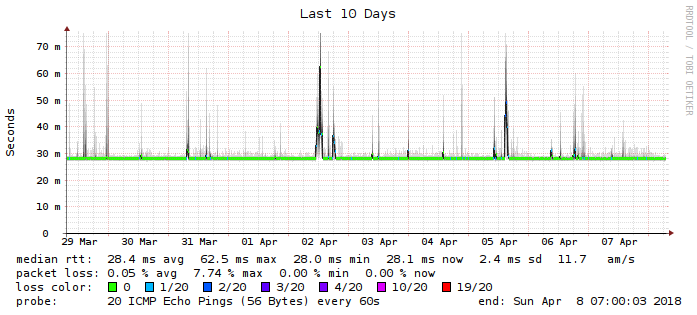 Last 10 Days
RRDTOOL / TOBI OETIKER
Seconds
70 m
60 m
50 m
40 m
30 m
20 m
10 m
0
29 Mar 30 Mar 31 Mar 01 Apr 02 Apr 03 Apr 04 Apr 05 Apr 06 Apr 07 Apr
median rtt: 28.4 ms avg 62.5 ms max 28.0 ms min 28.1 ms now 2.4 ms sd 11.7 am/s
packet loss: 0.05 % avg 7.74 % max 0.00 % min 0.00 % now
loss color: 0 1/20 2/20 3/20 4/20 10/20 19/20
probe: 20 ICMP Echo Pings (56 Bytes) every 60s end: Sun Apr 8 07:00:03 2018